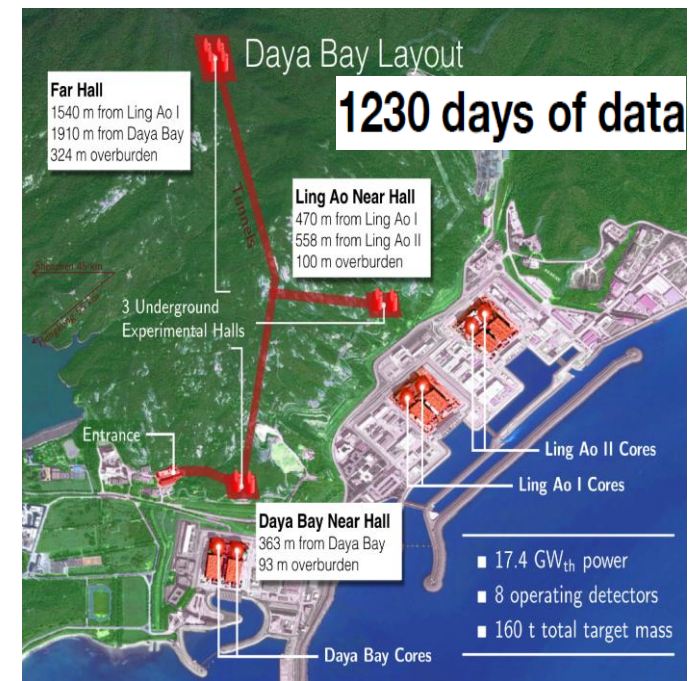 Daya Bay Layout
1230 days of data
Far Hall
1540 m from Ling Ao I
1910 m from Daya Bay
324 m overburden
Tunnels
Ling Ao Near Hall
470 m from Ling Ao I
558 m from Ling Ao II
100 m overburden
3 Underground
Experimental Halls
Entrance
Ling Ao II Cores
Ling Ao I Cores
Daya Bay Near Hall
363 m from Daya Bay
93 m overburden
■ 17.4 GWth power
■ 8 operating detectors
■ 160 t total target mass
Daya Bay Cores